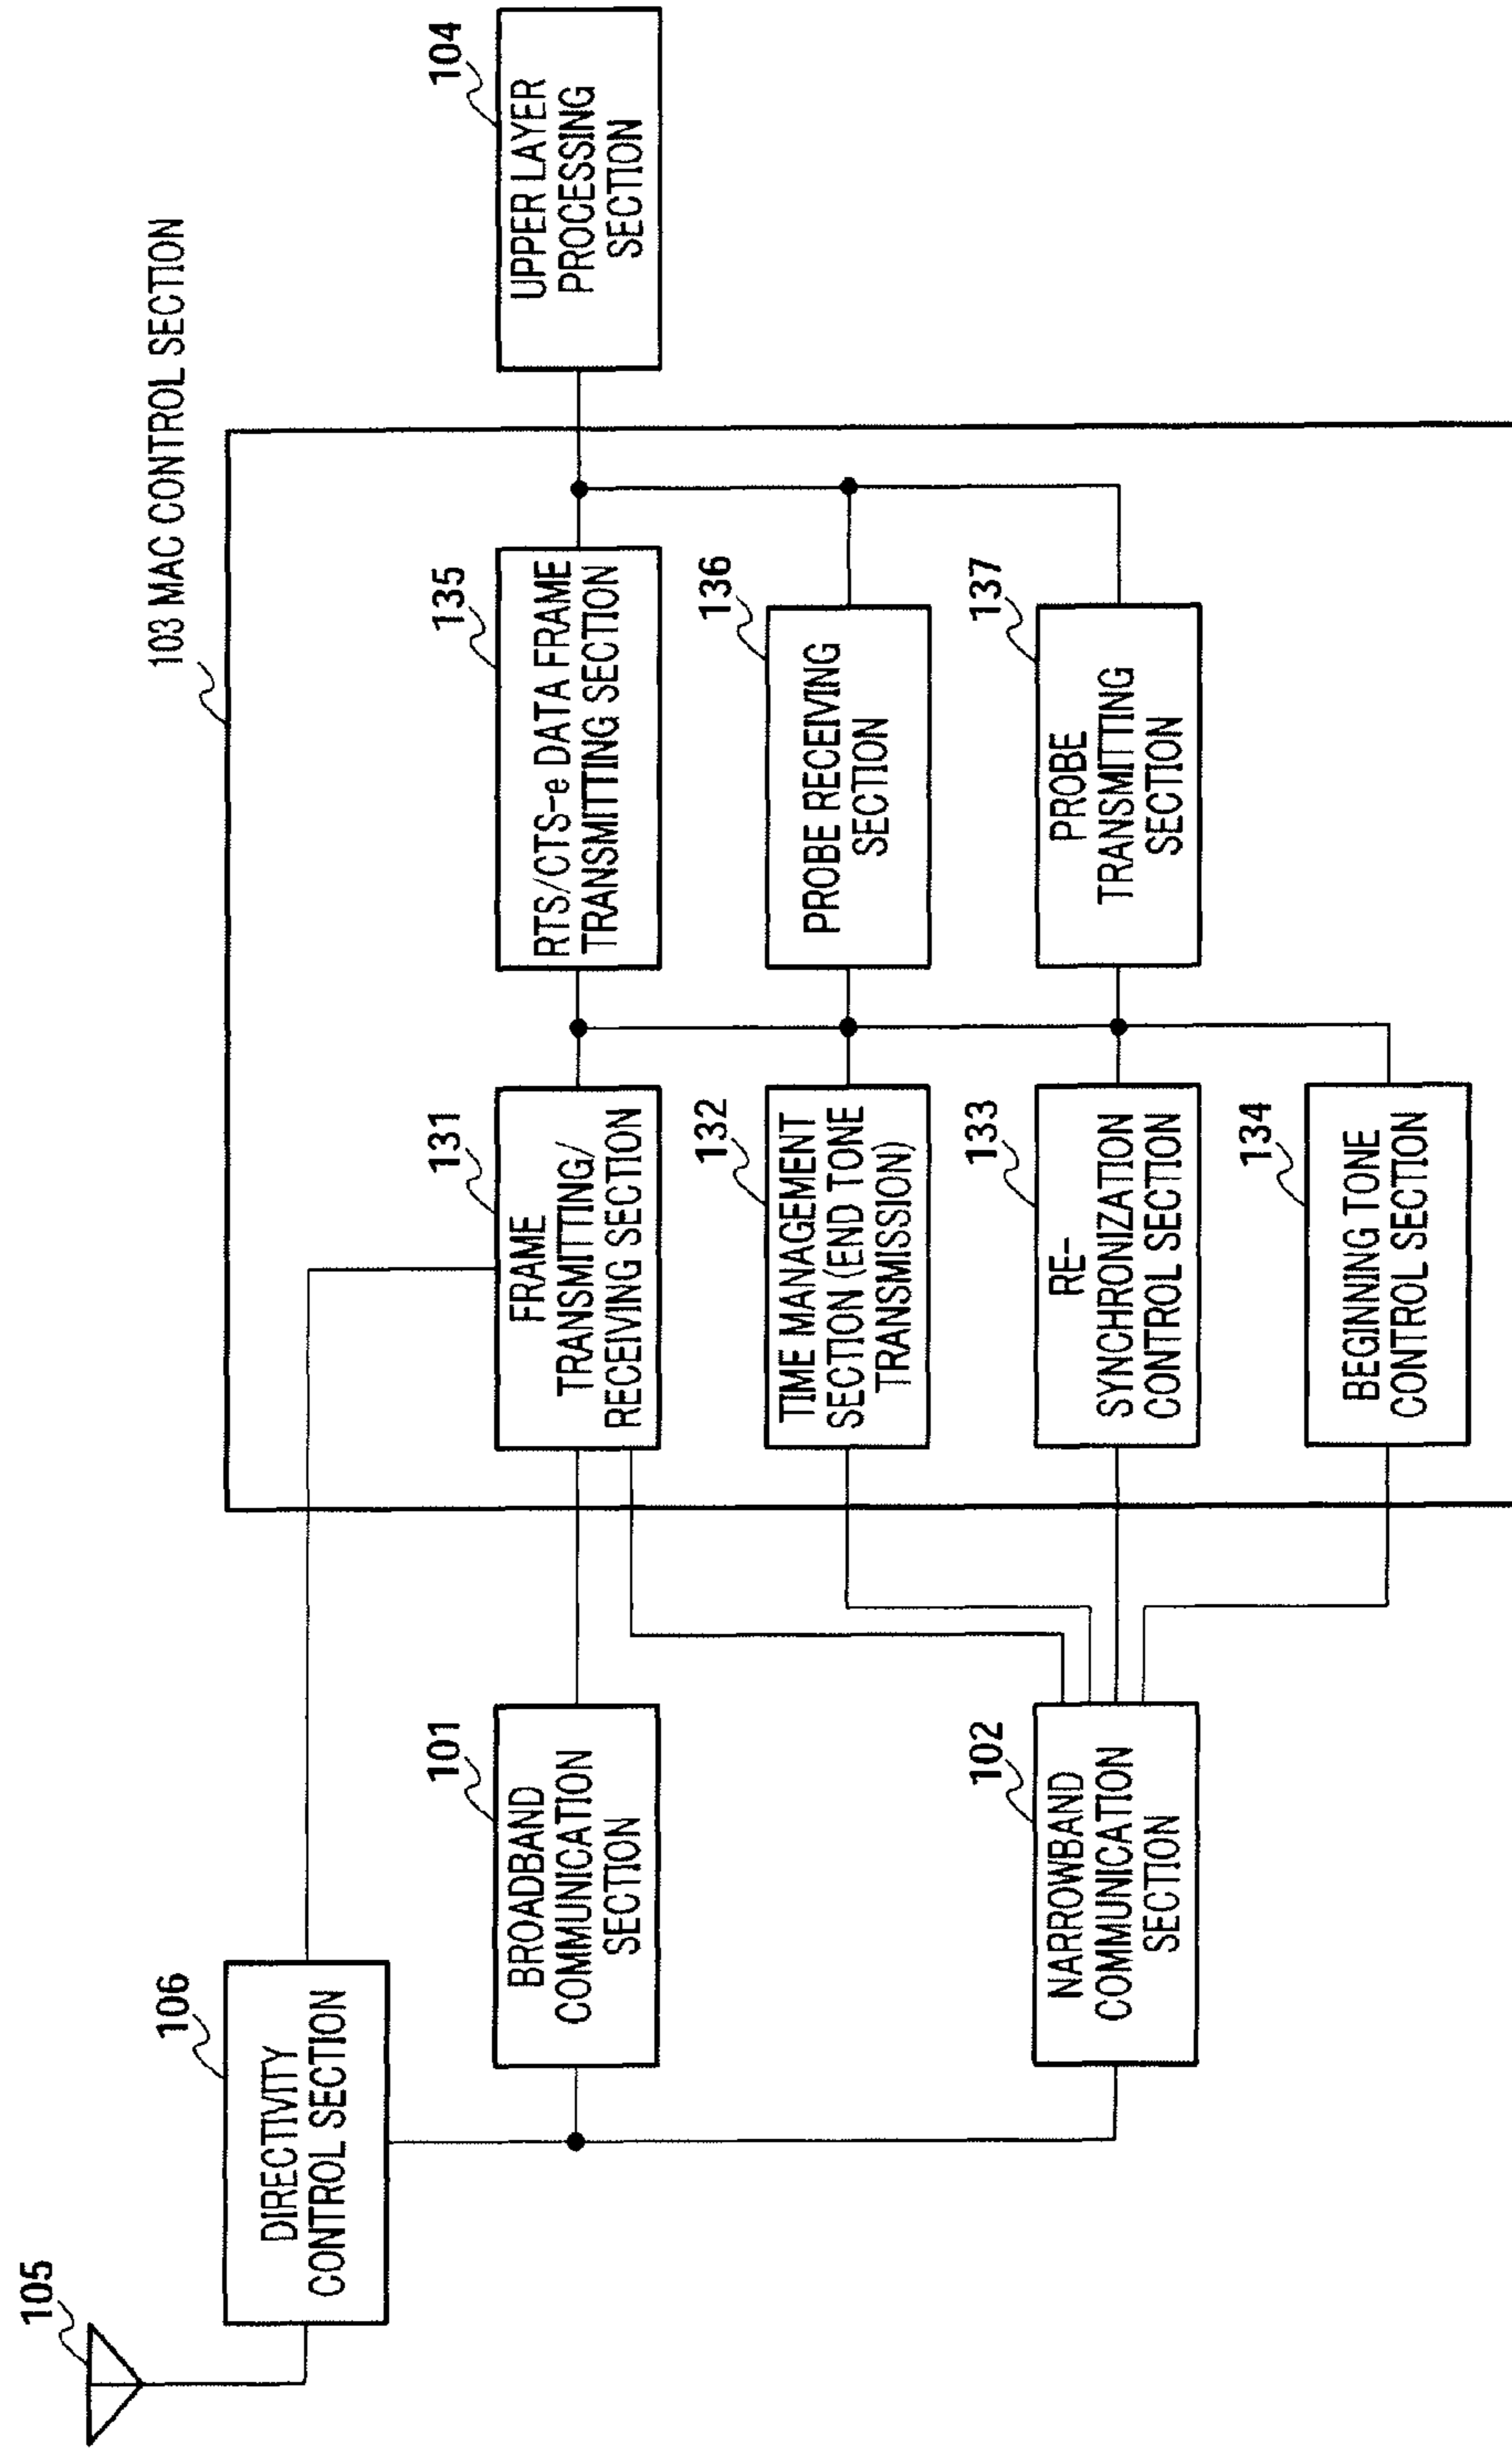 105
106
DIRECTIVITY
CONTROL SECTION
101
BROADBAND
COMMUNICATION
SECTION
102
NARROWBAND
COMMUNICATION
SECTION
103 MAC CONTROL SECTION
131
FRAME
TRANSMITTING/
RECEIVING SECTION
132
TIME MANAGEMENT
SECTION (END TONE
TRANSMISSION)
133
RE-
SYNCHRONIZATION
CONTROL SECTION
134
BEGINNING TONE
CONTROL SECTION
135
RTS/CTS-e DATA FRAME
TRANSMITTING SECTION
136
PROBE RECEIVING
SECTION
137
PROBE
TRANSMITTING
SECTION
104
UPPER LAYER
PROCESSING
SECTION